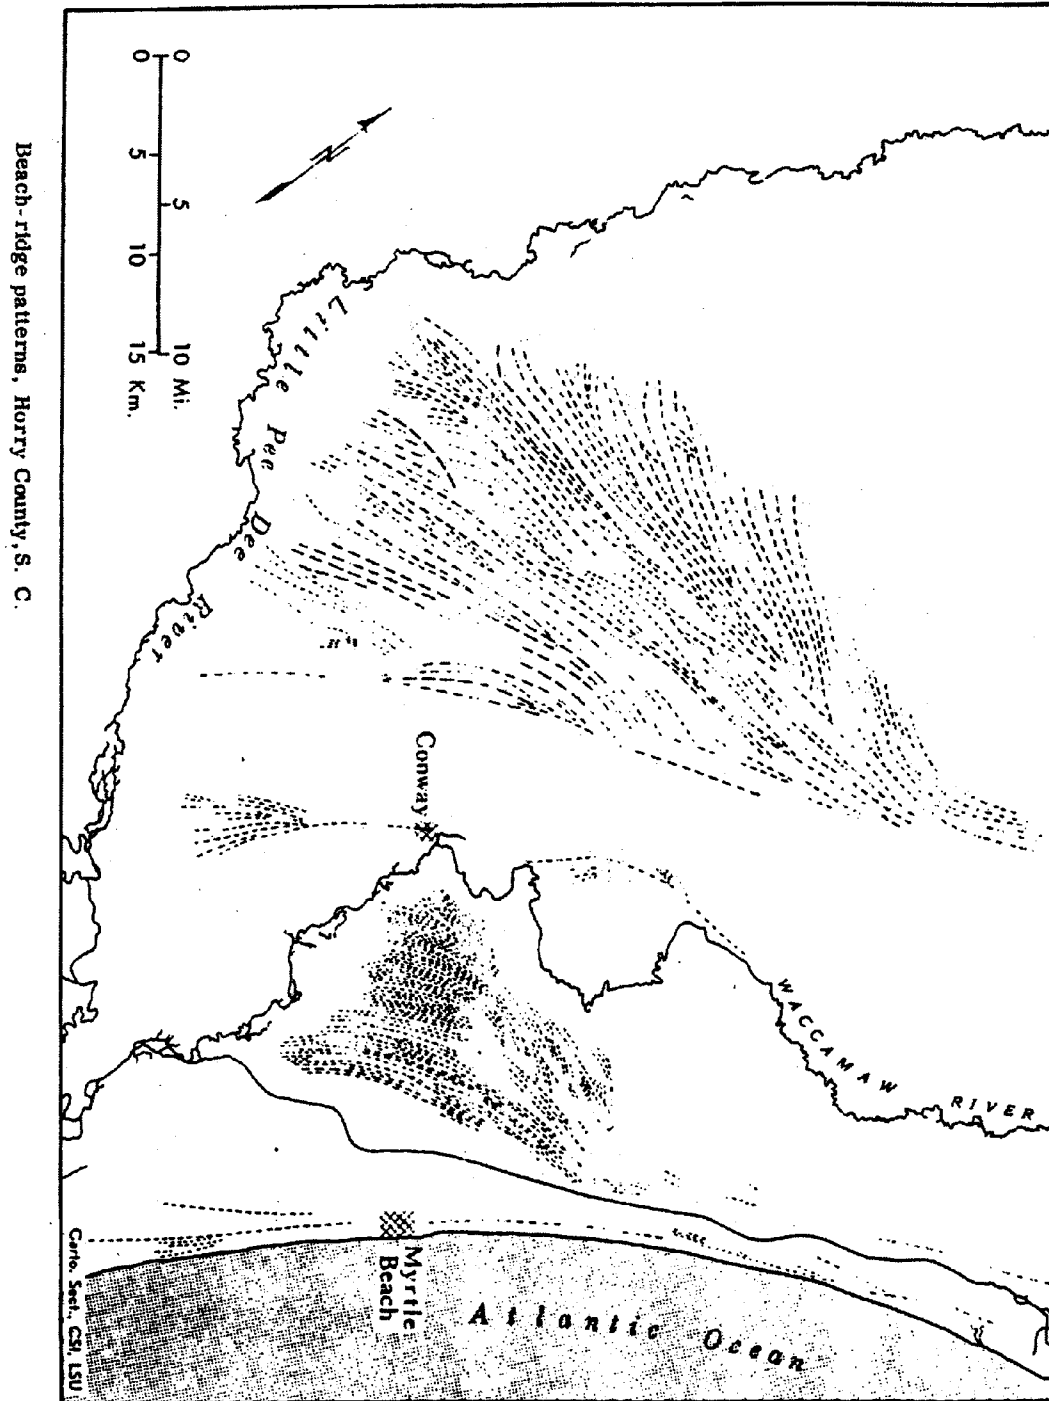 0
5
10 Mi.
0
5
10
15 Km.
Little Pee Dee River
Conway
WACCAMAW RIVER
Myrtle
Beach
Atlantic Ocean
Carto. Sect., CSI, LSU
Beach-ridge patterns, Horry County, S. C.